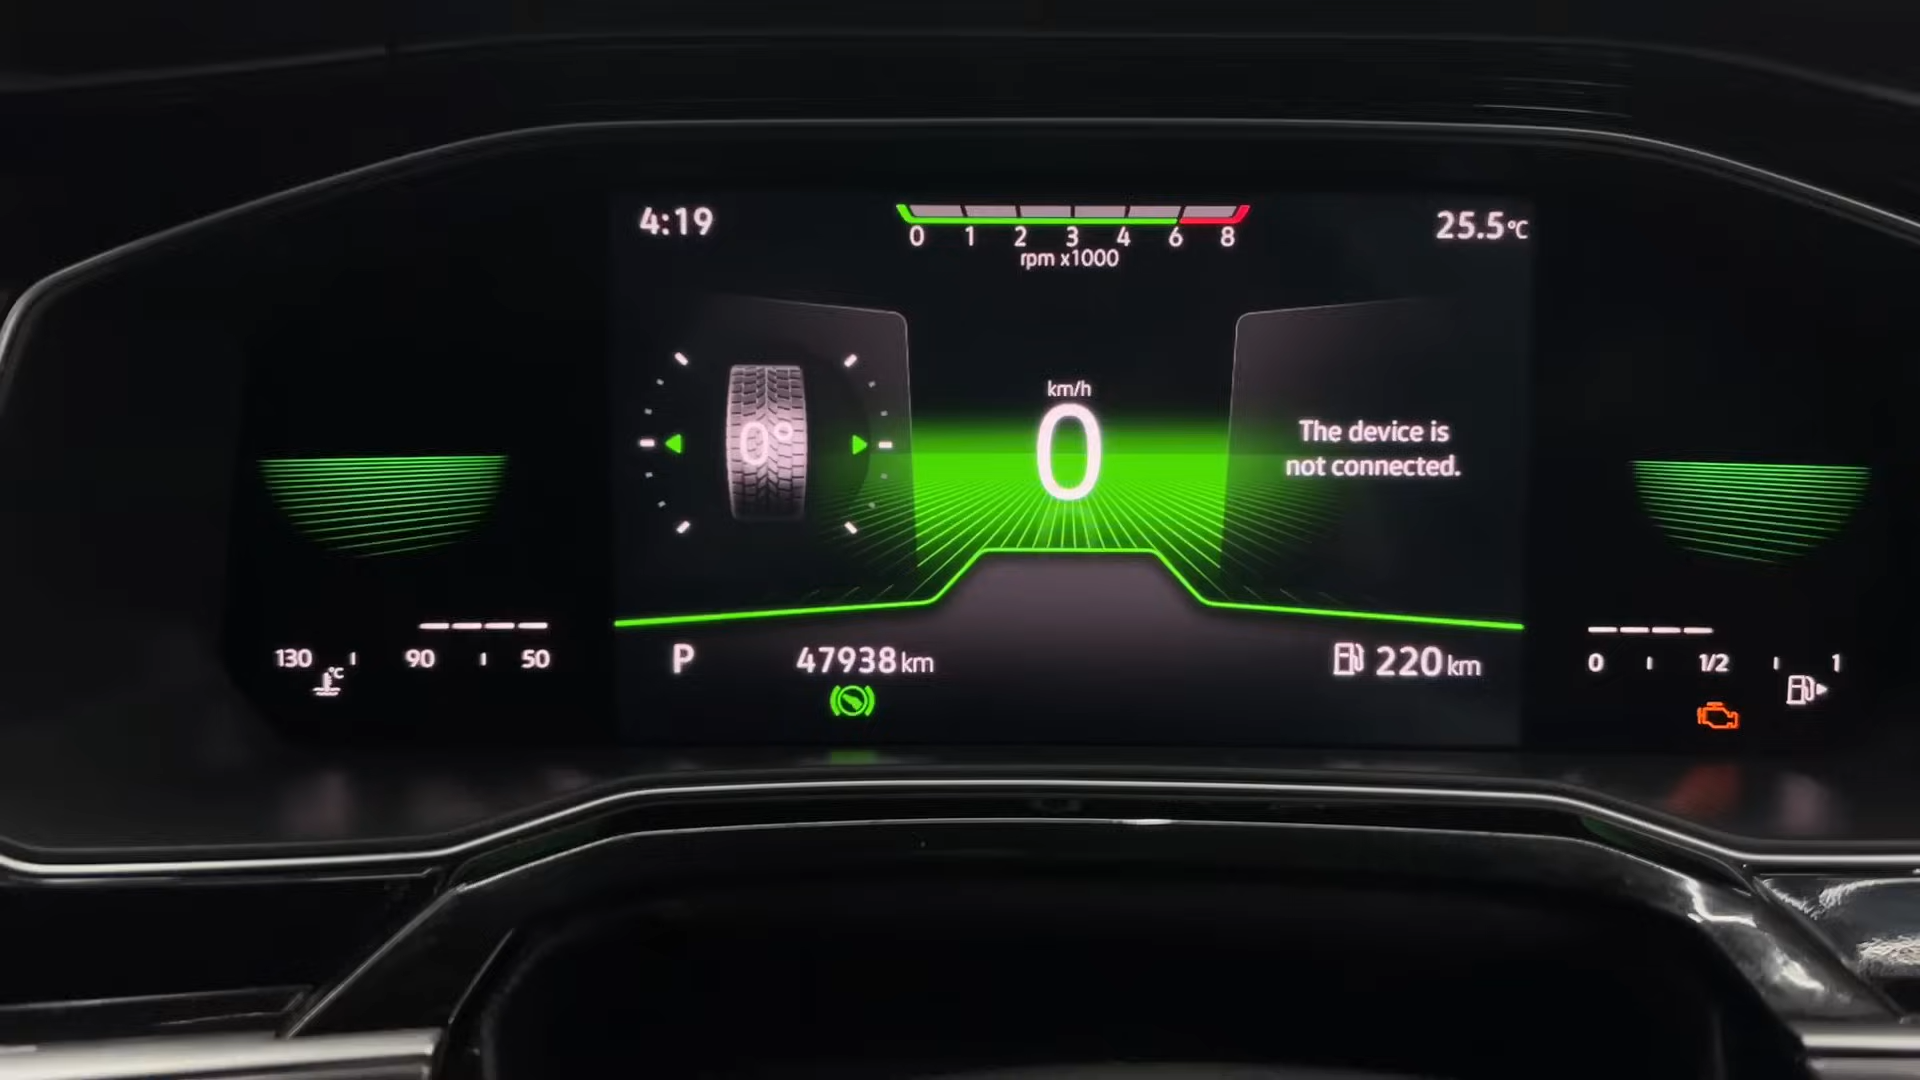 4:19
0 1 2 3 4 6 8
rpm x1000
25.5°C
km/h
0
0°
The device is
not connected.
130 90 50
°C
P
47938 km
220 km
0 1/2 1